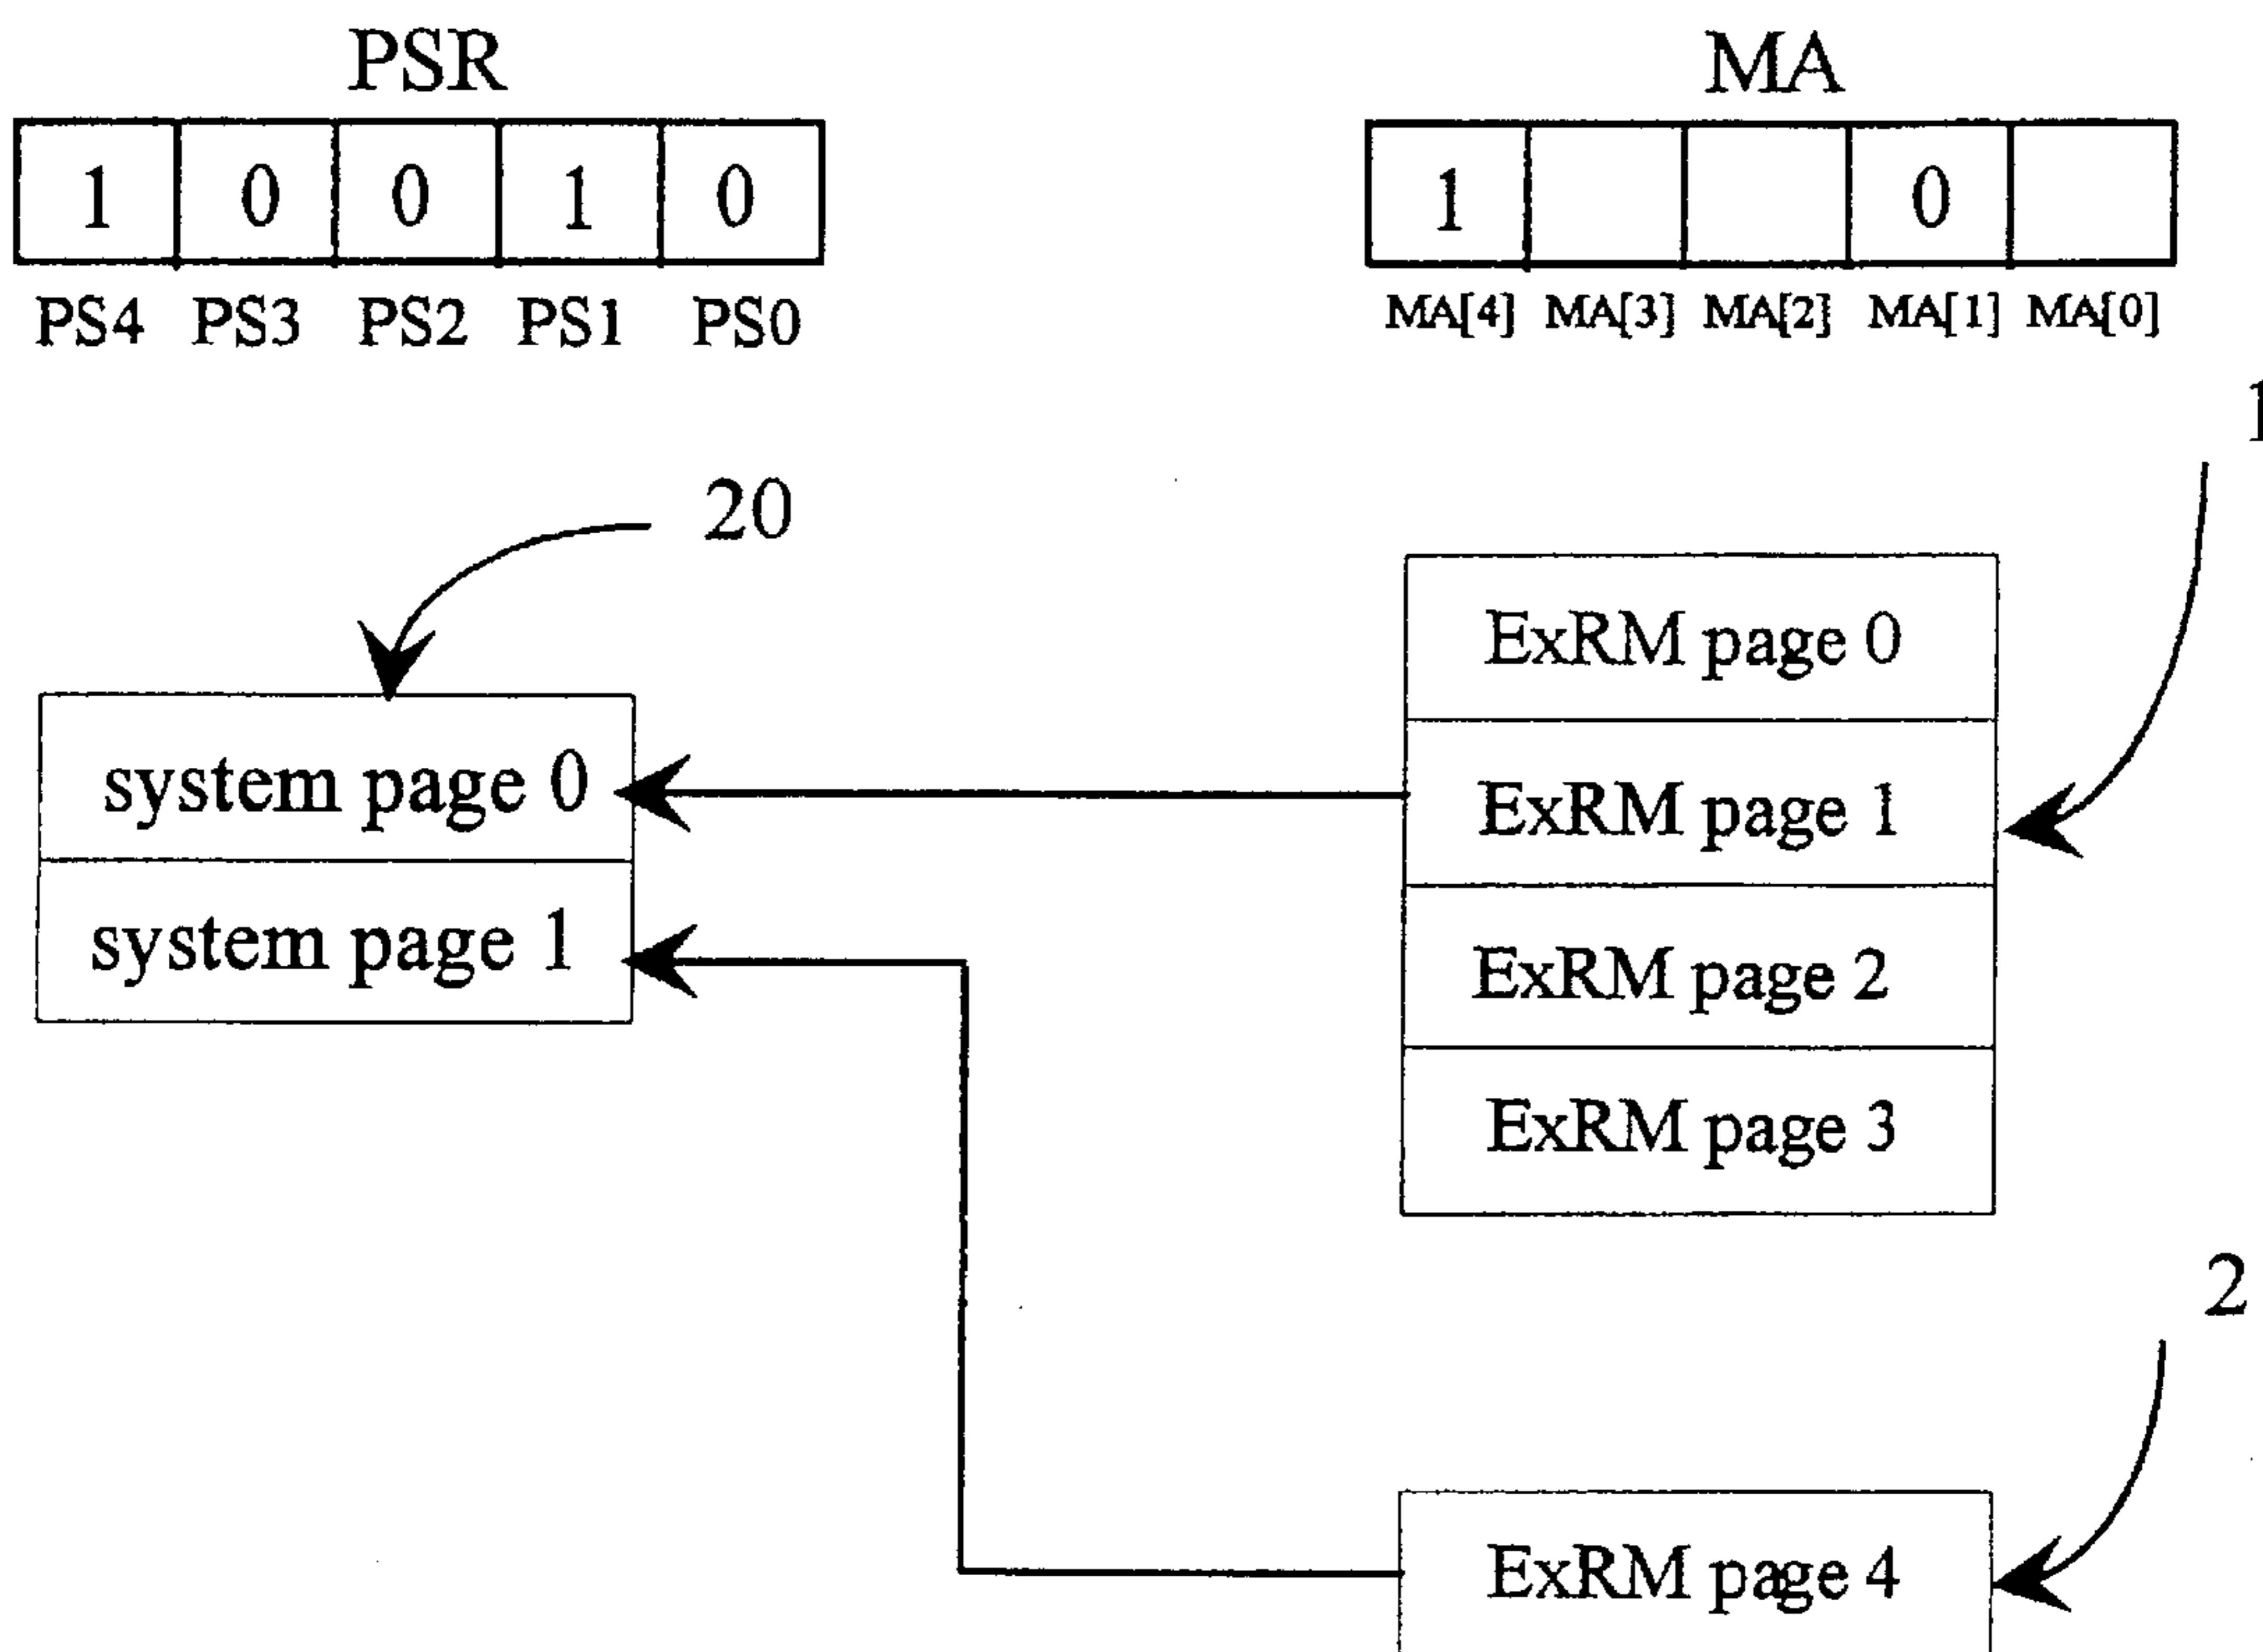 PSR
MA
1 0 0 1 0
1 0
PS4 PS3 PS2 PS1 PS0
MA[4] MA[3] MA[2] MA[1] MA[0]
1
20
ExRM page 0
system page 0
ExRM page 1
system page 1
ExRM page 2
ExRM page 3
2
ExRM page 4